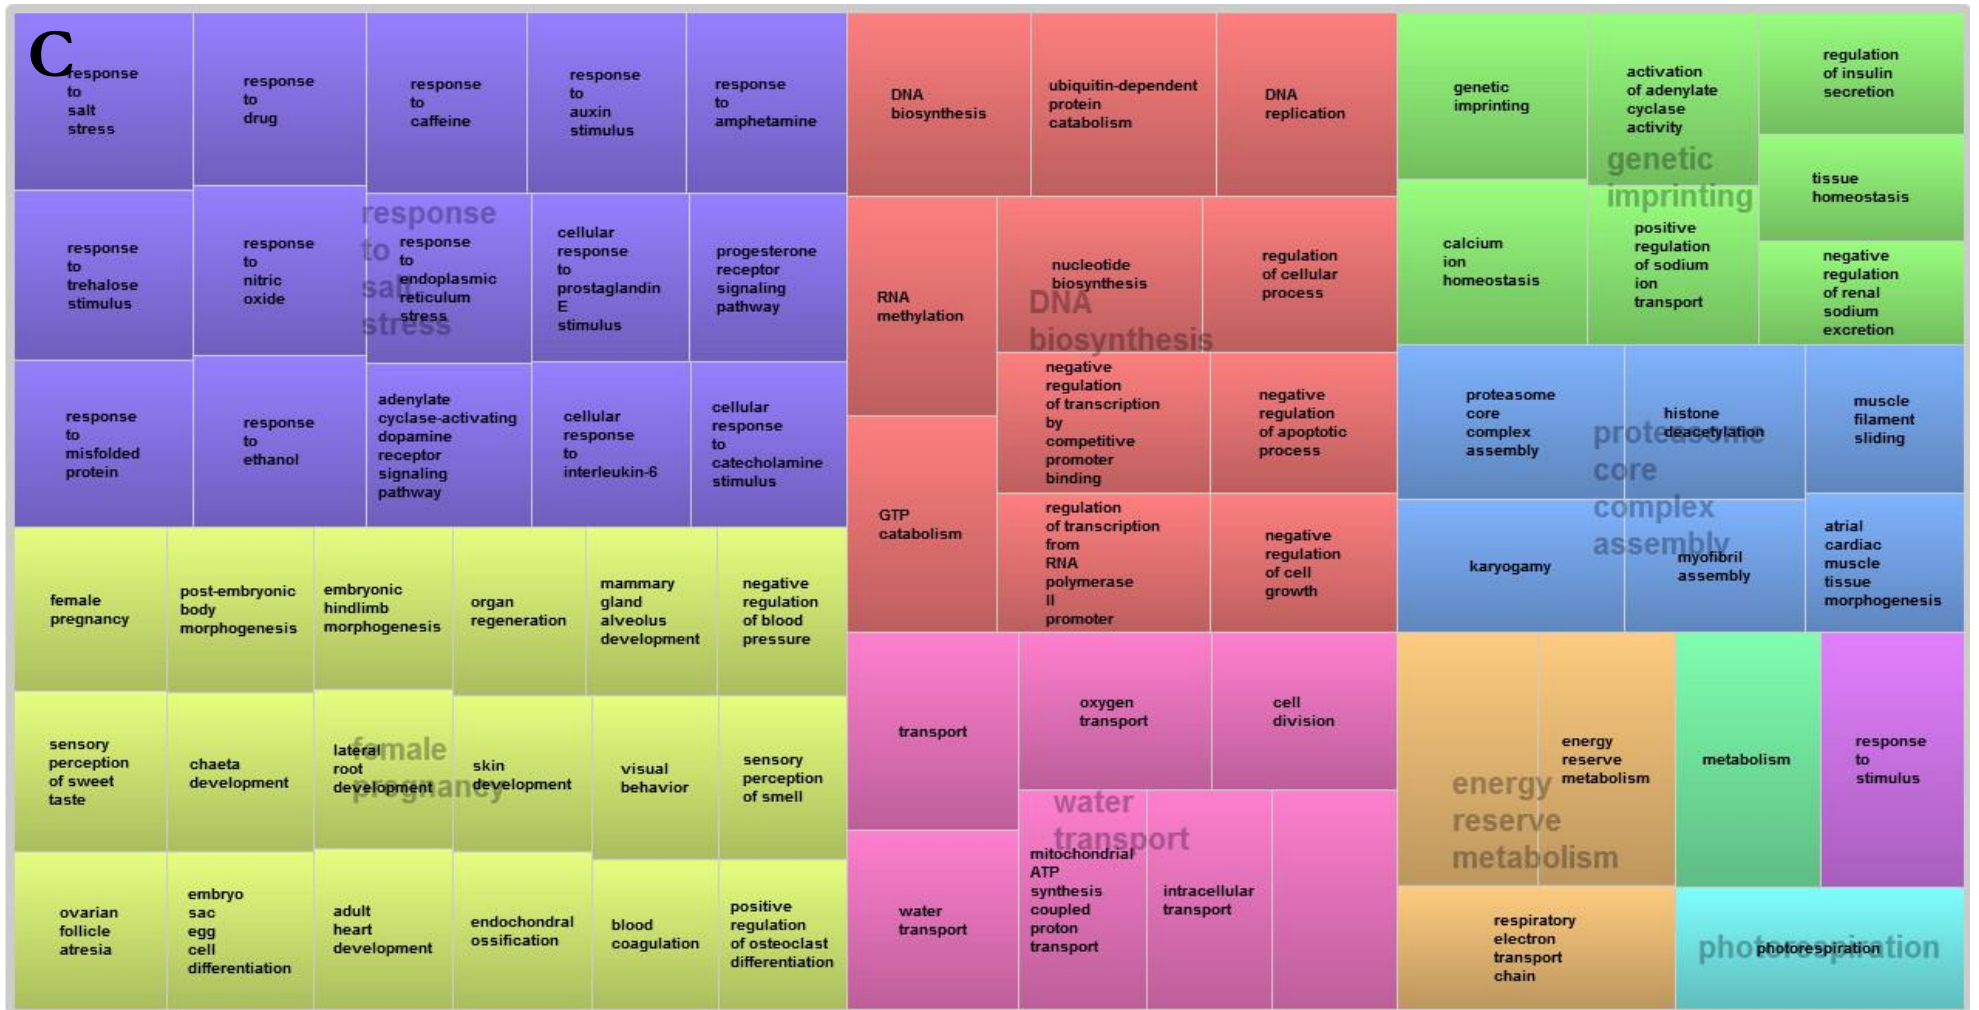 C
response
to
salt
stress
response
to
drug
response
to
caffeine
response
to
auxin
stimulus
response
to
amphetamine
response
to
trehalose
stimulus
response
to
nitric
oxide
response
to
endoplasmic
reticulum
stress
cellular
response
to
prostaglandin
E
stimulus
progesterone
receptor
signaling
pathway
response
to
misfolded
protein
response
to
ethanol
adenylate
cyclase-activating
dopamine
receptor
signaling
pathway
cellular
response
to
interleukin-6
cellular
response
to
catecholamine
stimulus
response
to
salt
stress
DNA
biosynthesis
ubiquitin-dependent
protein
catabolism
DNA
replication
RNA
methylation
nucleotide
biosynthesis
regulation
of cellular
process
negative
regulation
of transcription
by
competitive
promoter
binding
negative
regulation
of apoptotic
process
GTP
catabolism
regulation
of transcription
from
RNA
polymerase
II
promoter
negative
regulation
of cell
growth
DNA
biosynthesis
genetic
imprinting
activation
of adenylate
cyclase
activity
regulation
of insulin
secretion
tissue
homeostasis
calcium
ion
homeostasis
positive
regulation
of sodium
ion
transport
negative
regulation
of renal
sodium
excretion
genetic
imprinting
proteasome
core
complex
assembly
histone
deacetylation
muscle
filament
sliding
karyogamy
myofibril
assembly
atrial
cardiac
muscle
tissue
morphogenesis
proteasome
core
complex
assembly
female
pregnancy
post-embryonic
body
morphogenesis
embryonic
hindlimb
morphogenesis
organ
regeneration
mammary
gland
alveolus
development
negative
regulation
of blood
pressure
sensory
perception
of sweet
taste
chaeta
development
lateral
root
development
skin
development
visual
behavior
sensory
perception
of smell
ovarian
follicle
atresia
embryo
sac
egg
cell
differentiation
adult
heart
development
endochondral
ossification
blood
coagulation
positive
regulation
of osteoclast
differentiation
female
pregnancy
transport
oxygen
transport
cell
division
water
transport
mitochondrial
ATP
synthesis
coupled
proton
transport
intracellular
transport
water
transport
energy
reserve
metabolism
respiratory
electron
transport
chain
energy
reserve
metabolism
metabolism
response
to
stimulus
photorespiration
photorespiration